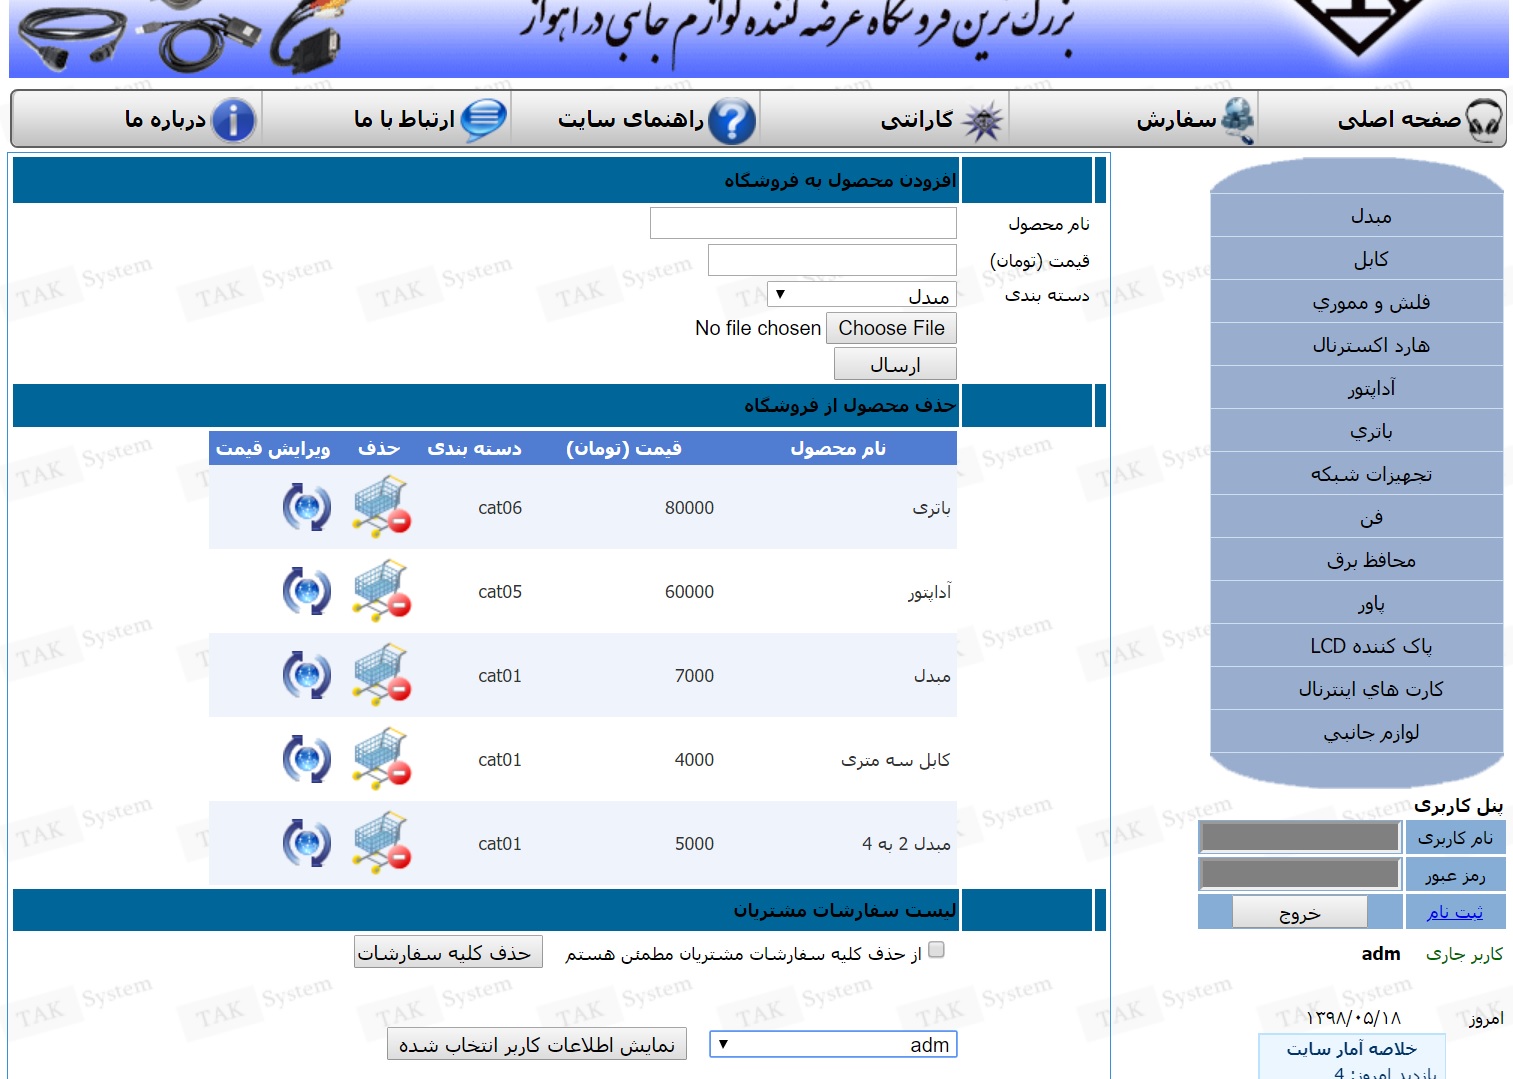 بزرگ ترین فروشگاه عرضه کننده لوازم جانبی در اهواز
صفحه اصلی
سفارش
گارانتی
راهنمای سایت
ارتباط با ما
درباره ما
مبدل
کابل
فلش و مموري
هارد اکسترنال
آداپتور
باتري
تجهیزات شبکه
فن
محافظ برق
پاور
پاک کننده LCD
کارت هاي اینترنال
لوازم جانبي
پنل کاربری
نام کاربری
رمز عبور
ثبت نام
خروج
کاربر جاری adm
امروز ۱۳۹۸/۰۵/۱۸
خلاصه آمار سایت
بازدید امروز: 4
افزودن محصول به فروشگاه
نام محصول
قیمت (تومان)
دسته بندی مبدل
Choose File No file chosen
ارسال
حذف محصول از فروشگاه
نام محصول قیمت (تومان) دسته بندی حذف ویرایش قیمت
باتری 80000 cat06
آداپتور 60000 cat05
مبدل 7000 cat01
کابل سه متری 4000 cat01
مبدل 2 به 4 5000 cat01
لیست سفارشات مشتریان
از حذف کلیه سفارشات مشتریان مطمئن هستم حذف کلیه سفارشات
adm نمایش اطلاعات کاربر انتخاب شده
TAK System